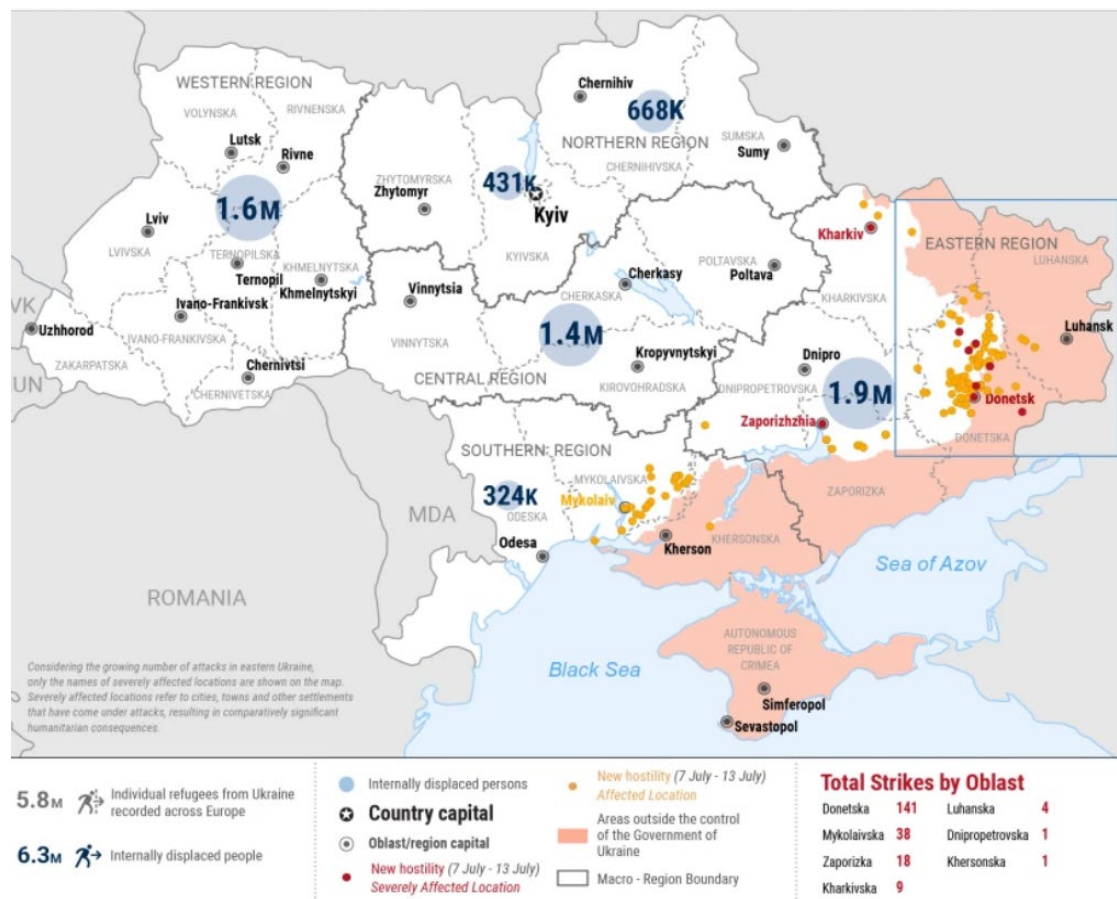 WESTERN REGION
VOLYNSKA
RIVNENSKA
Lutsk
Rivne
1.6M
Lviv
LVIVSKA
TERNOPILSKA
Ternopil
KHMELNYTSKA
Khmelnytskyi
Ivano-Frankivsk
IVANO-FRANKIVSKA
Uzhhorod
ZAKARPATSKA
Chernivtsi
CHERNIVETSKA
VK
UN
ZHYTOMYRSKA
Zhytomyr
431K
Kyiv
KYIVSKA
Chernihiv
668K
NORTHERN REGION
CHERNIHIVSKA
SUMSKA
Sumy
Kharkiv
KHARKIVSKA
EASTERN REGION
LUHANSKA
Luhansk
POLTAVSKA
Poltava
Cherkasy
CHERKASKA
Vinnytsia
VINNYTSKA
1.4M
CENTRAL REGION
Kropyvnytskyi
KIROVOHRADSKA
Dnipro
DNIPROPETROVSKA
1.9M
Zaporizhzhia
Donetsk
DONETSKA
ZAPORIZKA
SOUTHERN REGION
MYKOLAIVSKA
Mykolaiv
324K
ODESKA
Odesa
Kherson
KHERSONSKA
MDA
ROMANIA
Sea of Azov
Black Sea
AUTONOMOUS
REPUBLIC OF
CRIMEA
Simferopol
Sevastopol
Considering the growing number of attacks in eastern Ukraine,
only the names of severely affected locations are shown on the map.
Severely affected locations refer to cities, towns and other settlements
that have come under attacks, resulting in comparatively significant
humanitarian consequences.
5.8M Individual refugees from Ukraine
recorded across Europe
6.3M Internally displaced people
Internally displaced persons
Country capital
Oblast/region capital
New hostility (7 July - 13 July)
Severely Affected Location
New hostility (7 July - 13 July)
Affected Location
Areas outside the control
of the Government of
Ukraine
Macro - Region Boundary
Total Strikes by Oblast
Donetska 141
Mykolaivska 38
Zaporizka 18
Kharkivska 9
Luhanska 4
Dnipropetrovska 1
Khersonska 1